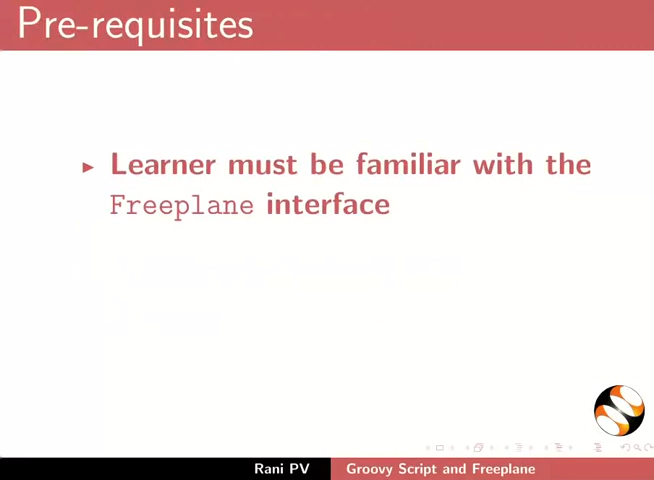 Pre-requisites
Learner must be familiar with the
Freeplane interface
Rani PV
Groovy Script and Freeplane